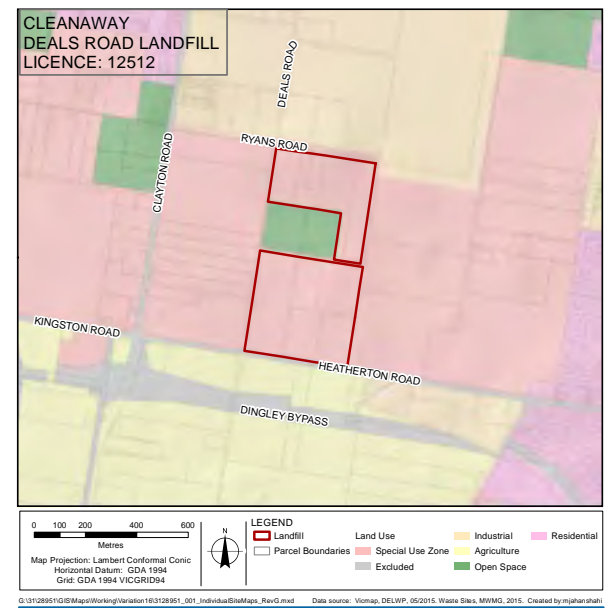 CLEANAWAY
DEALS ROAD LANDFILL
LICENCE: 12512
DEALS ROAD
RYANS ROAD
CLAYTON ROAD
KINGSTON ROAD
HEATHERTON ROAD
DINGLEY BYPASS
0 100 200 400 600
Metres
Map Projection: Lambert Conformal Conic
Horizontal Datum: GDA 1994
Grid: GDA 1994 VICGRID94
N
LEGEND
Landfill
Parcel Boundaries
Land Use
Special Use Zone
Excluded
Industrial
Agriculture
Open Space
Residential
G:\31\28951\GIS\Maps\Working\Variation16\3128951_001_IndividualSiteMaps_RevG.mxd
Data source: Vicmap, DELWP, 05/2015. Waste Sites, MWMG, 2015. Created by:mjahanshahi